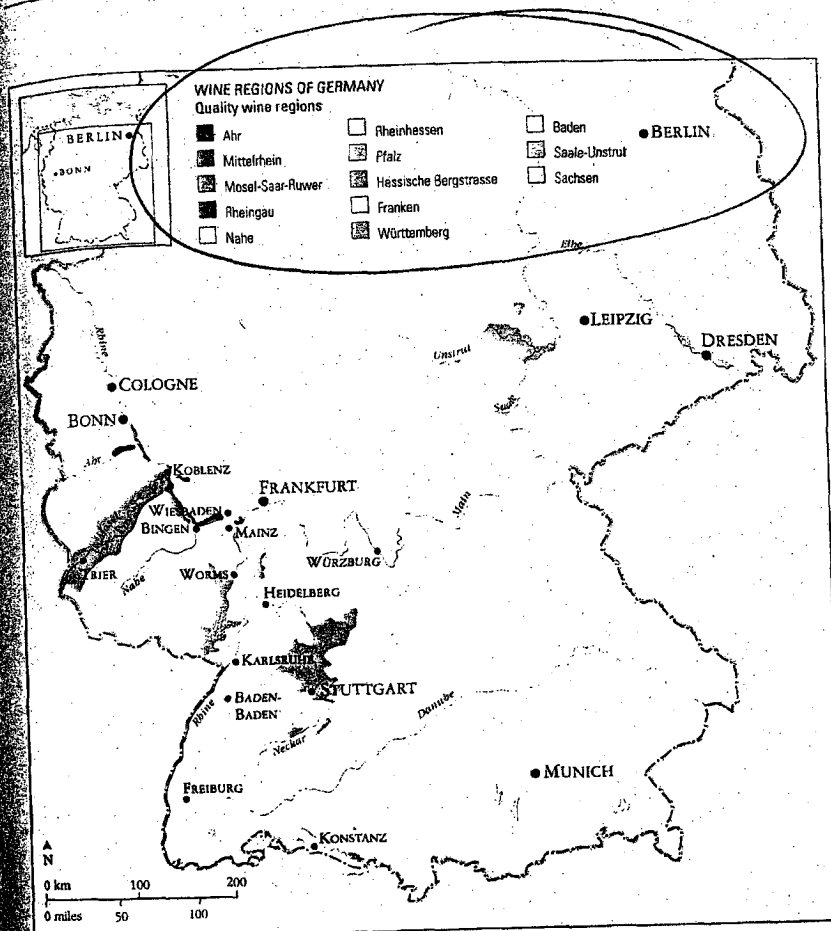 WINE REGIONS OF GERMANY
Quality wine regions
Ahr
Mittelrhein
Mosel-Saar-Ruwer
Rheingau
Nahe
Rheinhessen
Pfalz
Hessische Bergstrasse
Franken
Württemberg
Baden
Saale-Unstrut
Sachsen
BERLIN
BONN
BERLIN
Elbe
LEIPZIG
DRESDEN
Unstrut
Rhine
COLOGNE
BONN
Ahr
KOBLENZ
FRANKFURT
WIESBADEN
BINGEN
MAINZ
Main
WÜRZBURG
TRIER
Nahe
WORMS
HEIDELBERG
KARLSRUHE
STUTTGART
BADEN-
BADEN
Rhine
Neckar
Danube
MUNICH
FREIBURG
KONSTANZ
N
0 km 100 200
0 miles 50 100